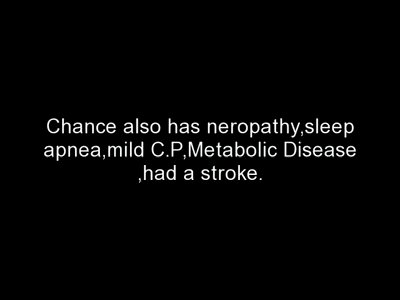 Chance also has neropathy,sleep
apnea,mild C.P,Metabolic Disease
,had a stroke.